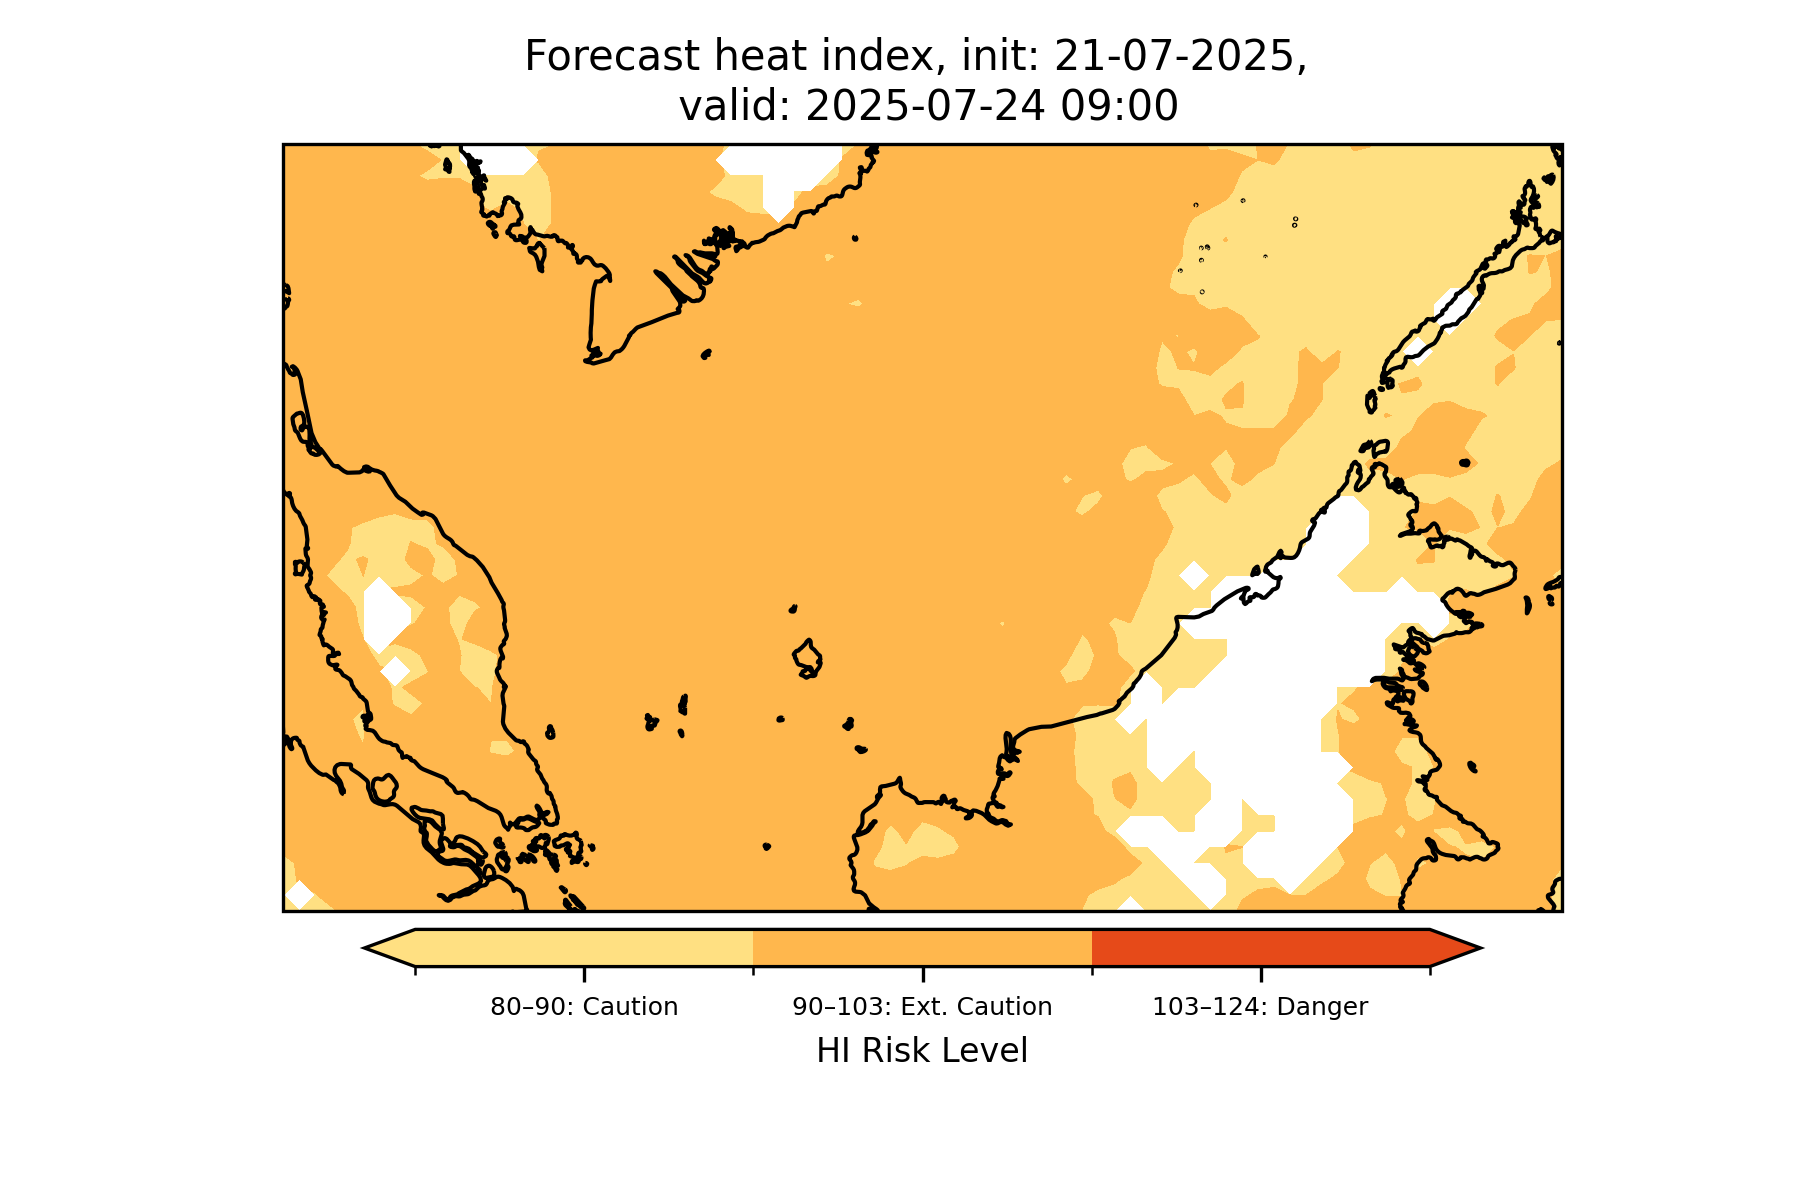 Forecast heat index, init: 21-07-2025,
valid: 2025-07-24 09:00
80–90: Caution
90–103: Ext. Caution
103–124: Danger
HI Risk Level